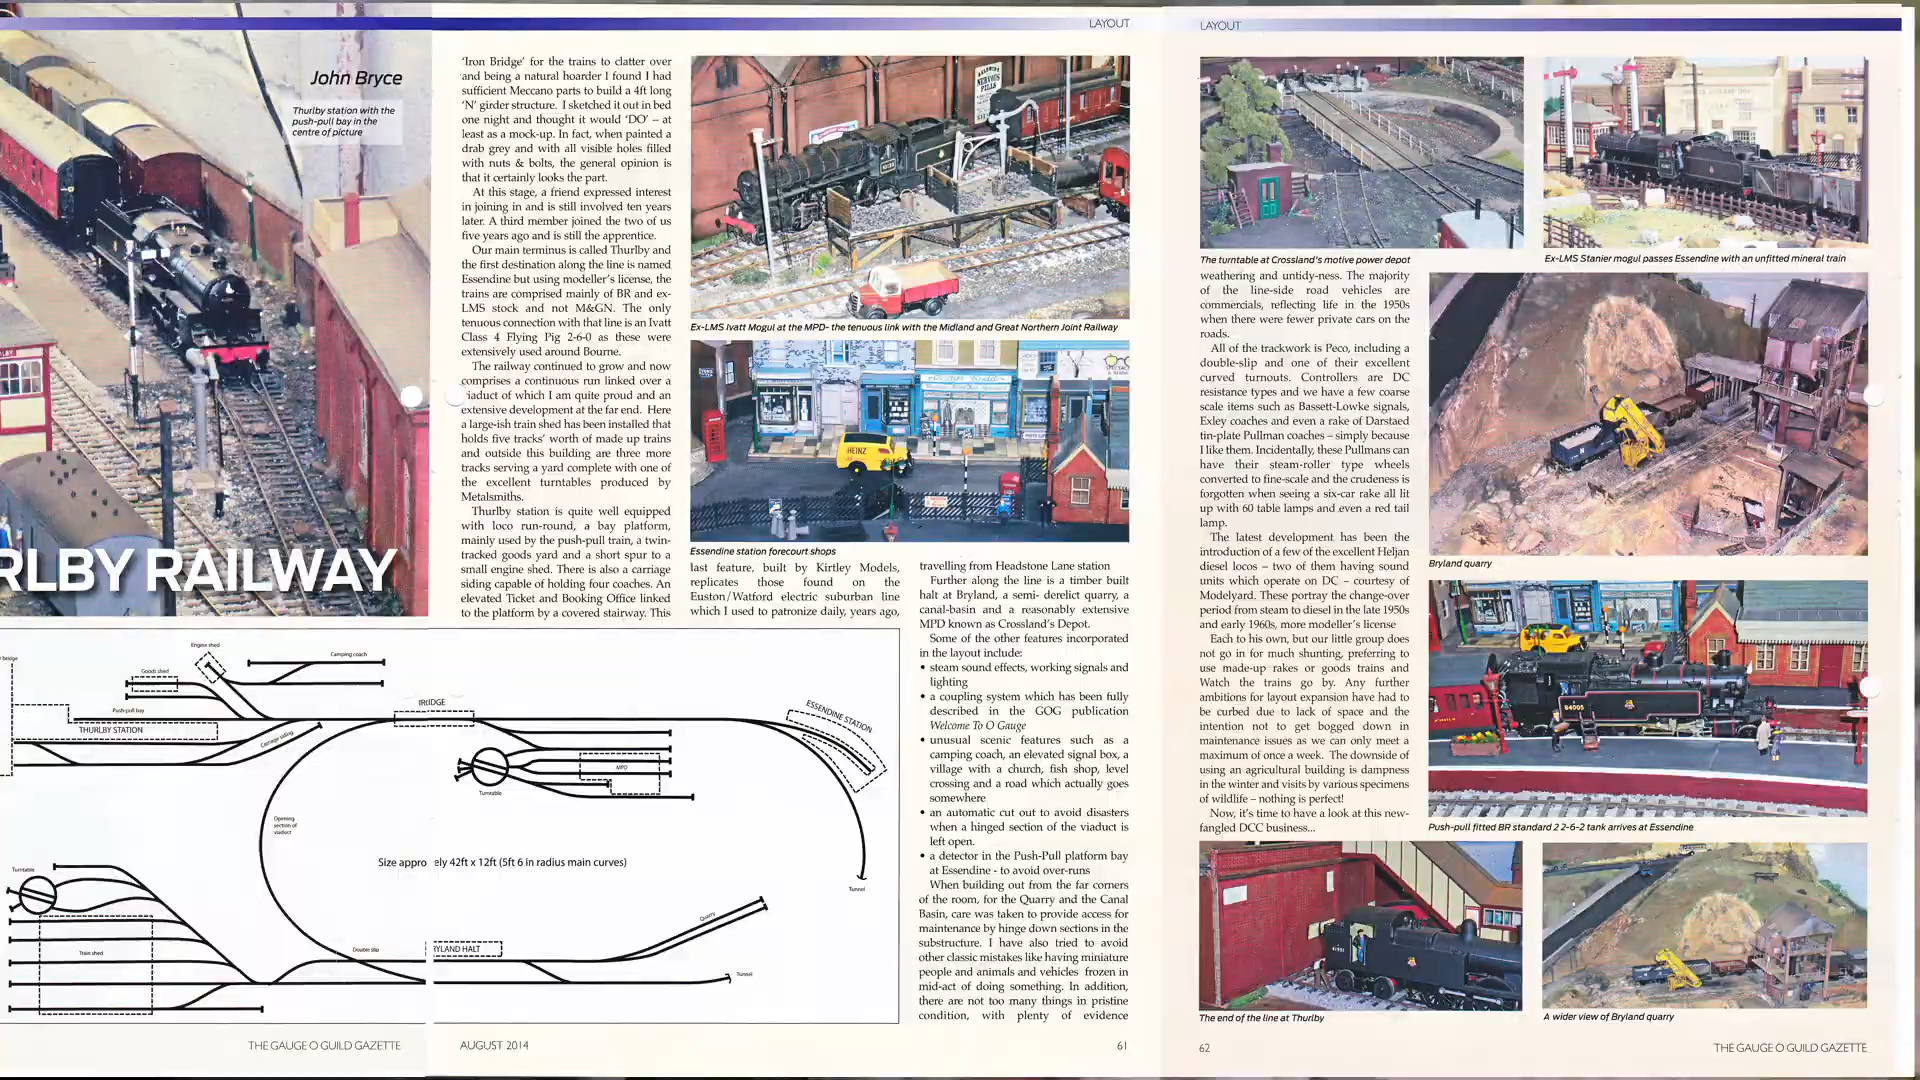 LAYOUT
LAYOUT
John Bryce
Thurlby station with the
push-pull bay in the
centre of picture
RLBY RAILWAY
'Iron Bridge' for the trains to clatter over
and being a natural hoarder I found I had
sufficient Meccano parts to build a 4ft long
'N' girder structure. I sketched it out in bed
one night and thought it would 'DO' – at
least as a mock-up. In fact, when painted a
drab grey and with all visible holes filled
with nuts & bolts, the general opinion is
that it certainly looks the part.
At this stage, a friend expressed interest
in joining in and is still involved ten years
later. A third member joined the two of us
five years ago and is still the apprentice.
Our main terminus is called Thurlby and
the first destination along the line is named
Essendine but using modeller's license, the
trains are comprised mainly of BR and ex-
LMS stock and not M&GN. The only
tenuous connection with that line is an Ivatt
Class 4 Flying Pig 2-6-0 as these were
extensively used around Bourne.
The railway continued to grow and now
comprises a continuous run linked over a
viaduct of which I am quite proud and an
extensive development at the far end. Here
a large-ish train shed has been installed that
holds five tracks' worth of made up trains
and outside this building are three more
tracks serving a yard complete with one of
the excellent turntables produced by
Metalsmiths.
Thurlby station is quite well equipped
with loco run-round, a bay platform,
mainly used by the push-pull train, a twin-
tracked goods yard and a short spur to a
small engine shed. There is also a carriage
siding capable of holding four coaches. An
elevated Ticket and Booking Office linked
to the platform by a covered stairway. This
NERVOUS
PILLS
Ex-LMS Ivatt Mogul at the MPD- the tenuous link with the Midland and Great Northern Joint Railway
HEINZ
Essendine station forecourt shops
last feature, built by Kirtley Models,
replicates those found on the
Euston/Watford electric suburban line
which I used to patronize daily, years ago,
travelling from Headstone Lane station
Further along the line is a timber built
halt at Bryland, a semi- derelict quarry, a
canal-basin and a reasonably extensive
MPD known as Crossland's Depot.
Some of the other features incorporated
in the layout include:
• steam sound effects, working signals and
lighting
• a coupling system which has been fully
described in the GOG publication
Welcome To O Gauge
• unusual scenic features such as a
camping coach, an elevated signal box, a
village with a church, fish shop, level
crossing and a road which actually goes
somewhere
• an automatic cut out to avoid disasters
when a hinged section of the viaduct is
left open.
• a detector in the Push-Pull platform bay
at Essendine - to avoid over-runs
When building out from the far corners
of the room, for the Quarry and the Canal
Basin, care was taken to provide access for
maintenance by hinge down sections in the
substructure. I have also tried to avoid
other classic mistakes like having miniature
people and animals and vehicles frozen in
mid-act of doing something. In addition,
there are not too many things in pristine
condition, with plenty of evidence
bridge
Engine shed
Goods shed
Camping coach
Push-pull bay
THURLBY STATION
Carriage siding
ESSENDINE STATION
MPD
Turntable
Opening
section of
viaduct
Size appro ely 42ft x 12ft (5ft 6 in radius main curves)
Turntable
Tunnel
Quarry
Train shed
Double slip
RYLAND HALT
Tunnel
THE GAUGE O GUILD GAZETTE
AUGUST 2014
61
The turntable at Crossland's motive power depot
Ex-LMS Stanier mogul passes Essendine with an unfitted mineral train
weathering and untidy-ness. The majority
of the line-side road vehicles are
commercials, reflecting life in the 1950s
when there were fewer private cars on the
roads.
All of the trackwork is Peco, including a
double-slip and one of their excellent
curved turnouts. Controllers are DC
resistance types and we have a few coarse
scale items such as Bassett-Lowke signals,
Exley coaches and even a rake of Darstaed
tin-plate Pullman coaches – simply because
I like them. Incidentally, these Pullmans can
have their steam-roller type wheels
converted to fine-scale and the crudeness is
forgotten when seeing a six-car rake all lit
up with 60 table lamps and even a red tail
lamp.
The latest development has been the
introduction of a few of the excellent Heljan
diesel locos – two of them having sound
units which operate on DC – courtesy of
Modelyard. These portray the change-over
period from steam to diesel in the late 1950s
and early 1960s, more modeller's license
Each to his own, but our little group does
not go in for much shunting, preferring to
use made-up rakes or goods trains and
Watch the trains go by. Any further
ambitions for layout expansion have had to
be curbed due to lack of space and the
intention not to get bogged down in
maintenance issues as we can only meet a
maximum of once a week. The downside of
using an agricultural building is dampness
in the winter and visits by various specimens
of wildlife – nothing is perfect!
Now, it's time to have a look at this new-
fangled DCC business...
Bryland quarry
84005
Push-pull fitted BR standard 2 2-6-2 tank arrives at Essendine
The end of the line at Thurlby
A wider view of Bryland quarry
62
THE GAUGE O GUILD GAZETTE